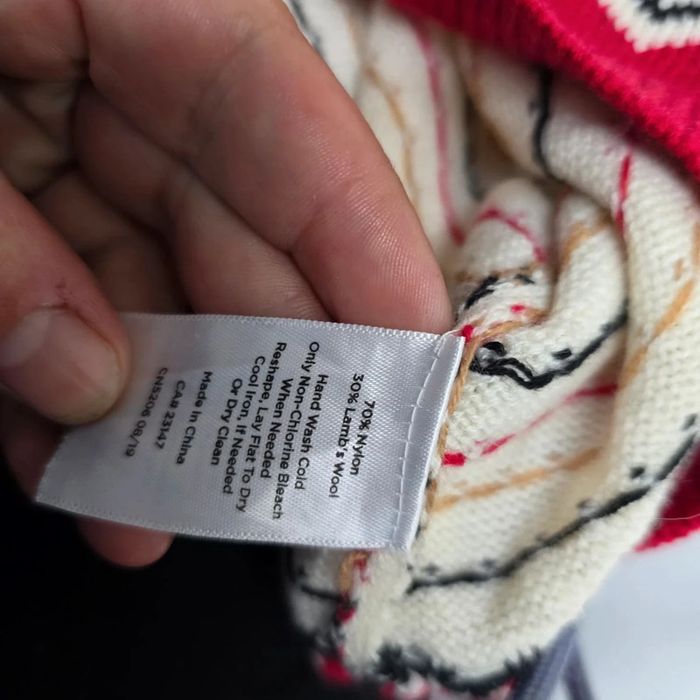 70% Nylon
30% Lamb's Wool
Hand Wash Cold
Only Non-Chlorine Bleach
When Needed
Reshape, Lay Flat To Dry
Cool Iron, If Needed
Or Dry Clean
Made In China
CA# 23147
CN5206 08/19